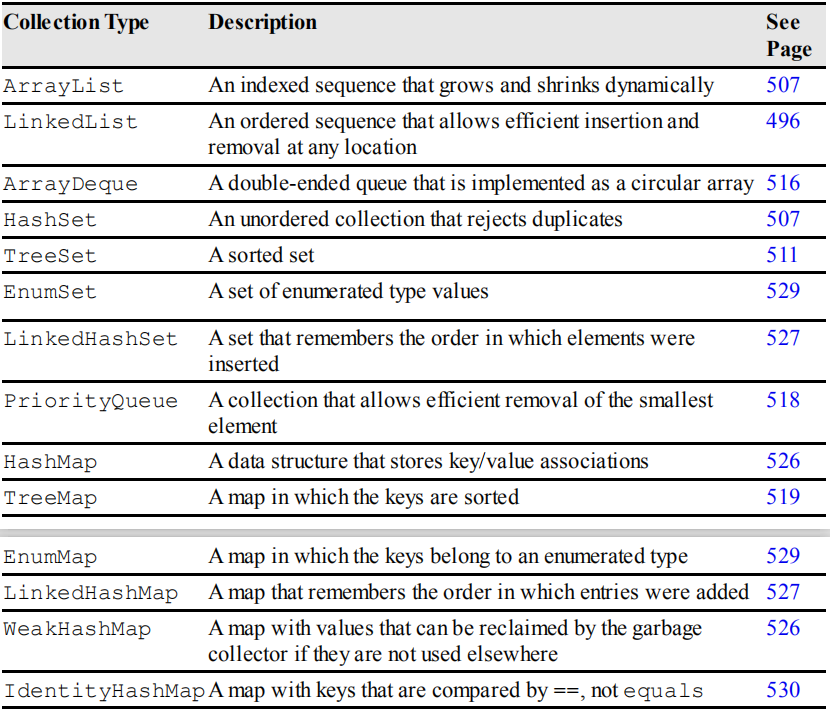 Collection Type Description See
Page
ArrayList An indexed sequence that grows and shrinks dynamically 507
LinkedList An ordered sequence that allows efficient insertion and 496
removal at any location
ArrayDeque A double-ended queue that is implemented as a circular array 516
HashSet An unordered collection that rejects duplicates 507
TreeSet A sorted set 511
EnumSet A set of enumerated type values 529
LinkedHashSet A set that remembers the order in which elements were 527
inserted
PriorityQueue A collection that allows efficient removal of the smallest 518
element
HashMap A data structure that stores key/value associations 526
TreeMap A map in which the keys are sorted 519
EnumMap A map in which the keys belong to an enumerated type 529
LinkedHashMap A map that remembers the order in which entries were added 527
WeakHashMap A map with values that can be reclaimed by the garbage 526
collector if they are not used elsewhere
IdentityHashMap A map with keys that are compared by ==, not equals 530